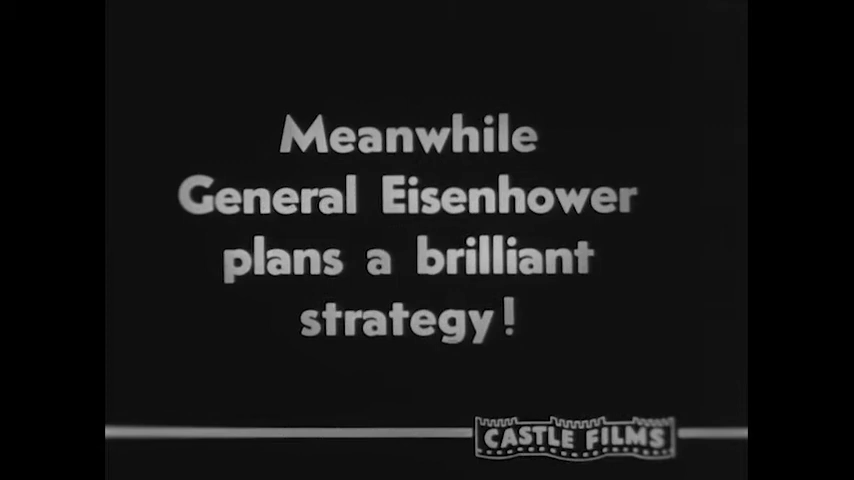 Meanwhile
General Eisenhower
plans a brilliant
strategy!
CASTLE FILMS